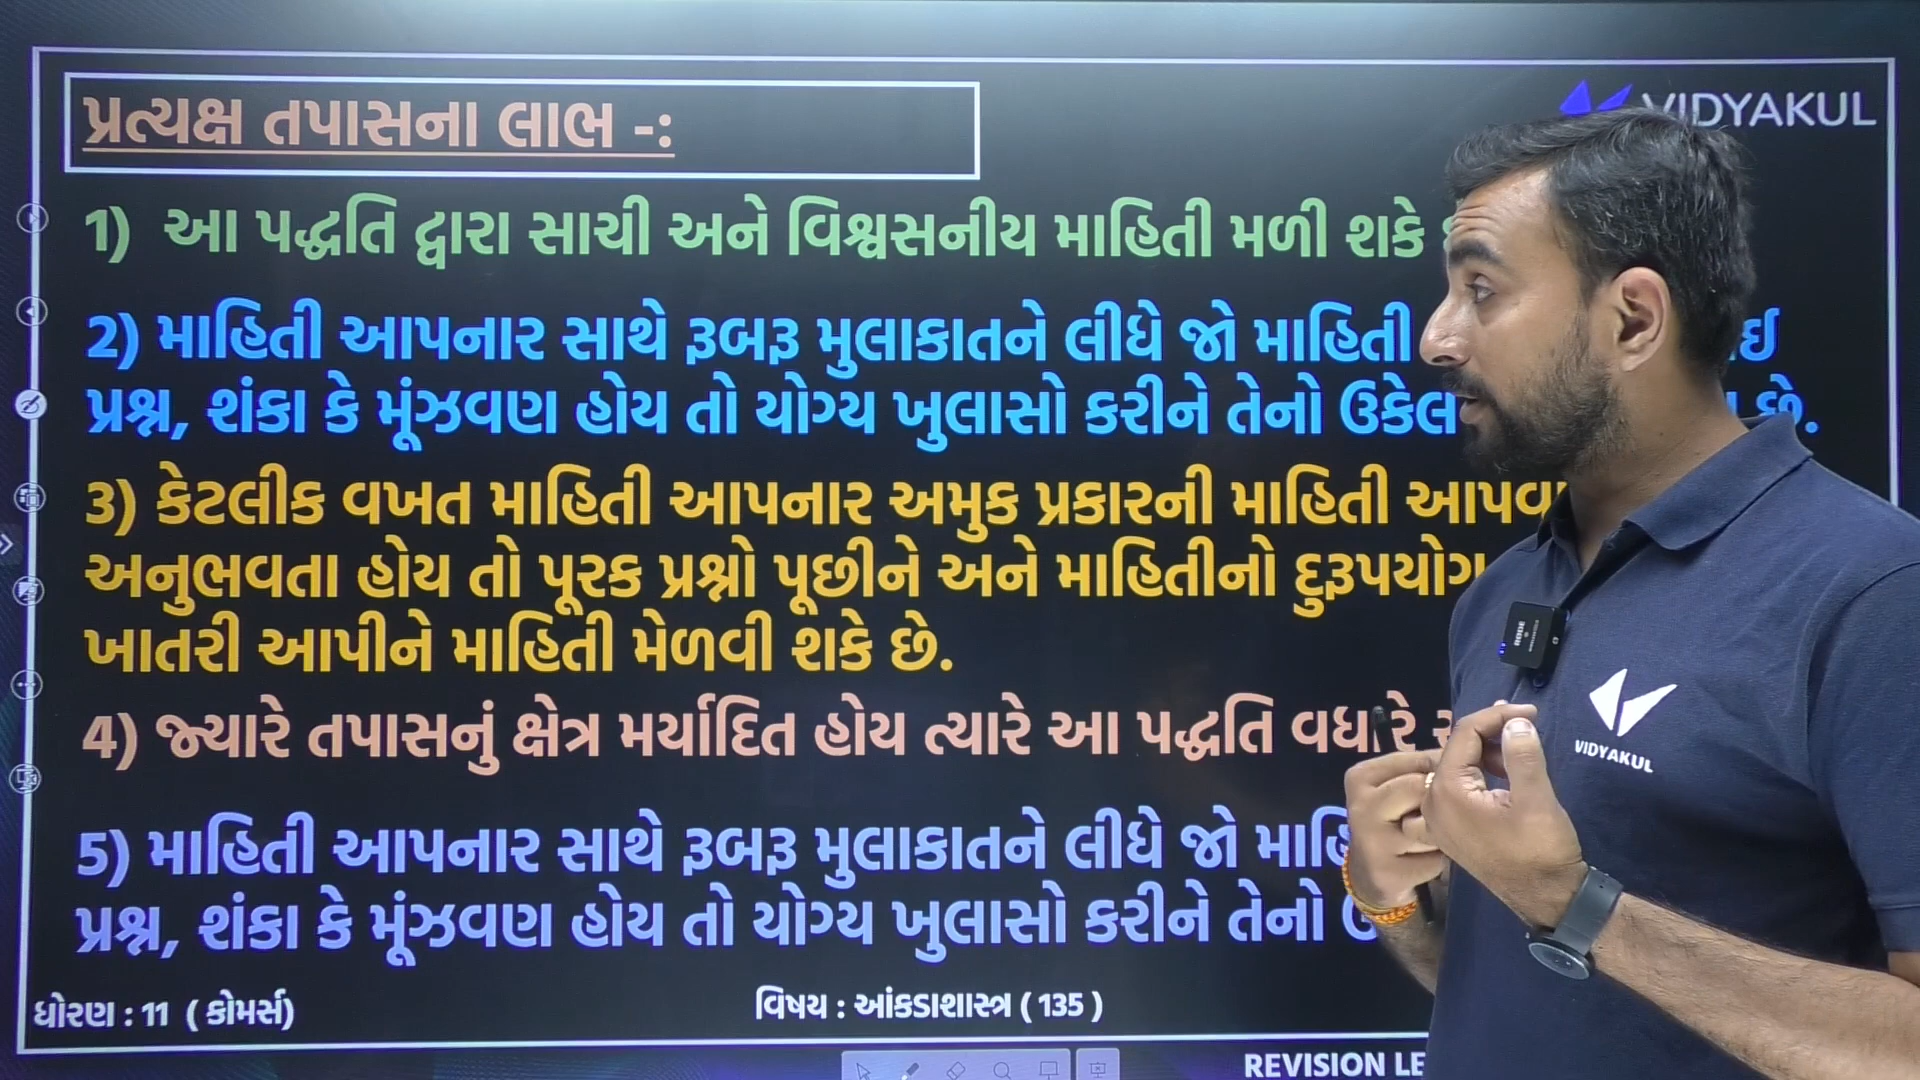 પ્રત્યક્ષ તપાસના લાભ -:
VIDYAKUL
1) આ પદ્ધતિ દ્વારા સાચી અને વિશ્વસનીય માહિતી મળી શકે
2) માહિતી આપનાર સાથે રૂબરૂ મુલાકાતને લીધે જો માહિતી
પ્રશ્ન, શંકા કે મૂંઝવણ હોય તો યોગ્ય ખુલાસો કરીને તેનો ઉકેલ છે.
3) કેટલીક વખત માહિતી આપનાર અમુક પ્રકારની માહિતી
અનુભવતા હોય તો પૂરક પ્રશ્નો પૂછીને અને માહિતીનો દુરૂપયોગ
ખાતરી આપીને માહિતી મેળવી શકે છે.
4) જ્યારે તપાસનું ક્ષેત્ર મર્યાદિત હોય ત્યારે આ પદ્ધતિ વધારે
5) માહિતી આપનાર સાથે રૂબરૂ મુલાકાતને લીધે જો
પ્રશ્ન, શંકા કે મૂંઝવણ હોય તો યોગ્ય ખુલાસો કરીને તેનો
ધોરણ : 11 ( કોમર્સ)
વિષય : આંકડાશાસ્ત્ર ( 135 )
REVISION
RODE
VIDYAKUL